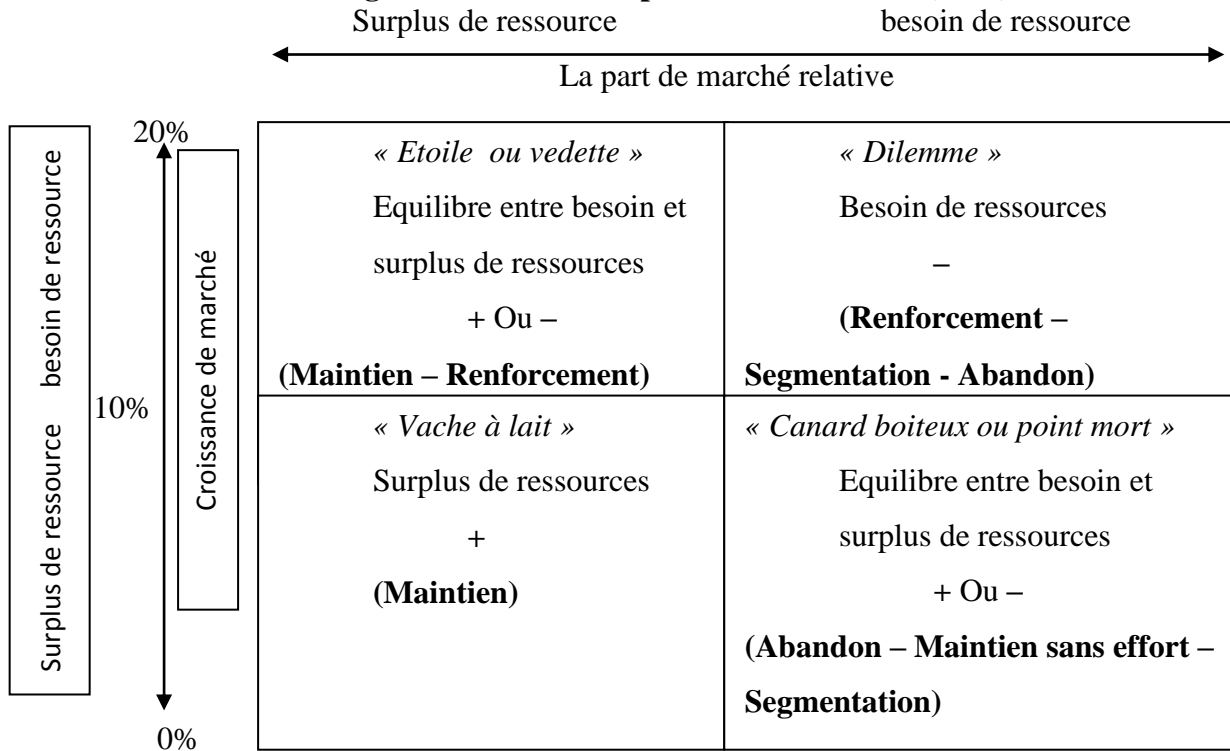 Surplus de ressource besoin de ressource
La part de marché relative
20%
10%
0%
besoin de ressource
Surplus de ressource
Croissance de marché
« Etoile ou vedette »
Equilibre entre besoin et
surplus de ressources
+ Ou –
(Maintien – Renforcement)
« Dilemme »
Besoin de ressources
–
(Renforcement –
Segmentation - Abandon)
« Vache à lait »
Surplus de ressources
+
(Maintien)
« Canard boiteux ou point mort »
Equilibre entre besoin et
surplus de ressources
+ Ou –
(Abandon – Maintien sans effort –
Segmentation)